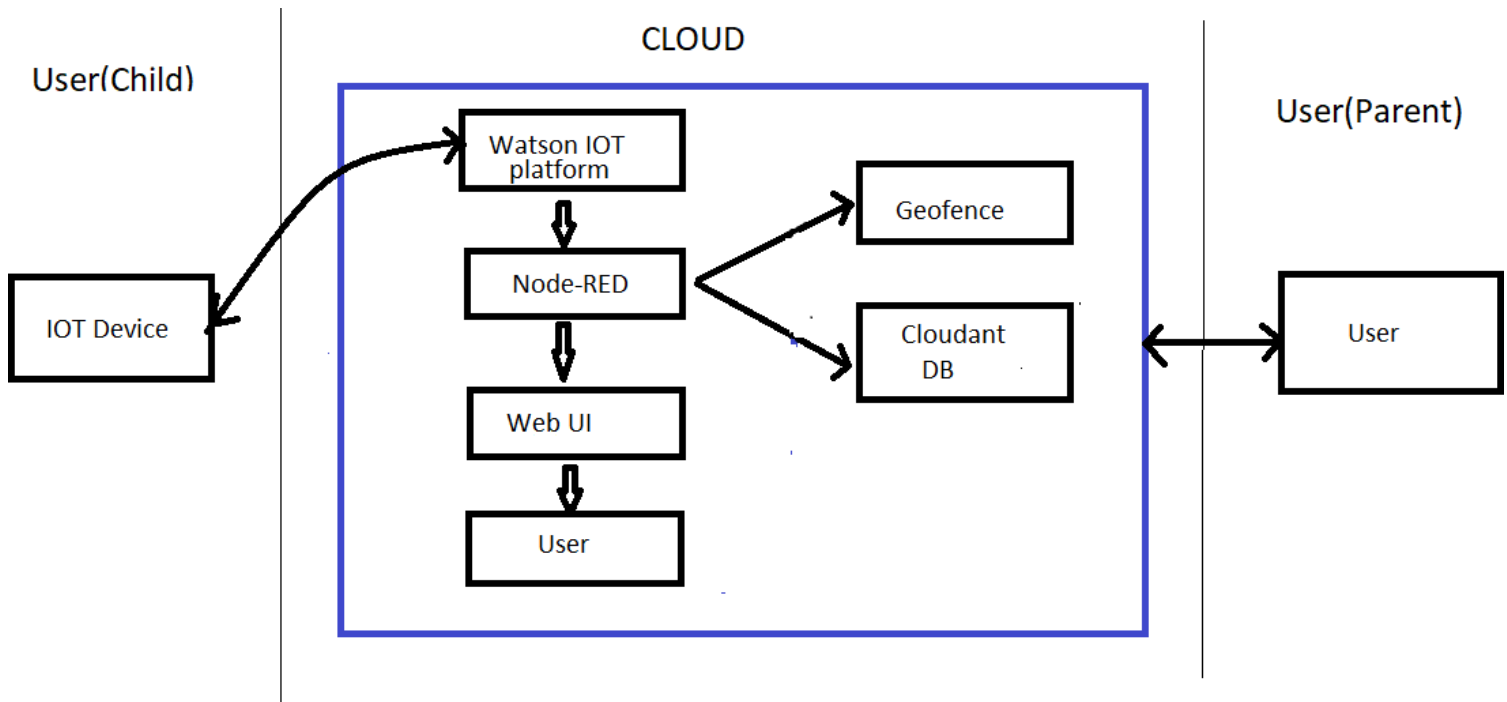 CLOUD
User(Child)
User(Parent)
Watson IOT
platform
Geofence
Node-RED
IOT Device
Cloudant
DB
User
Web UI
User